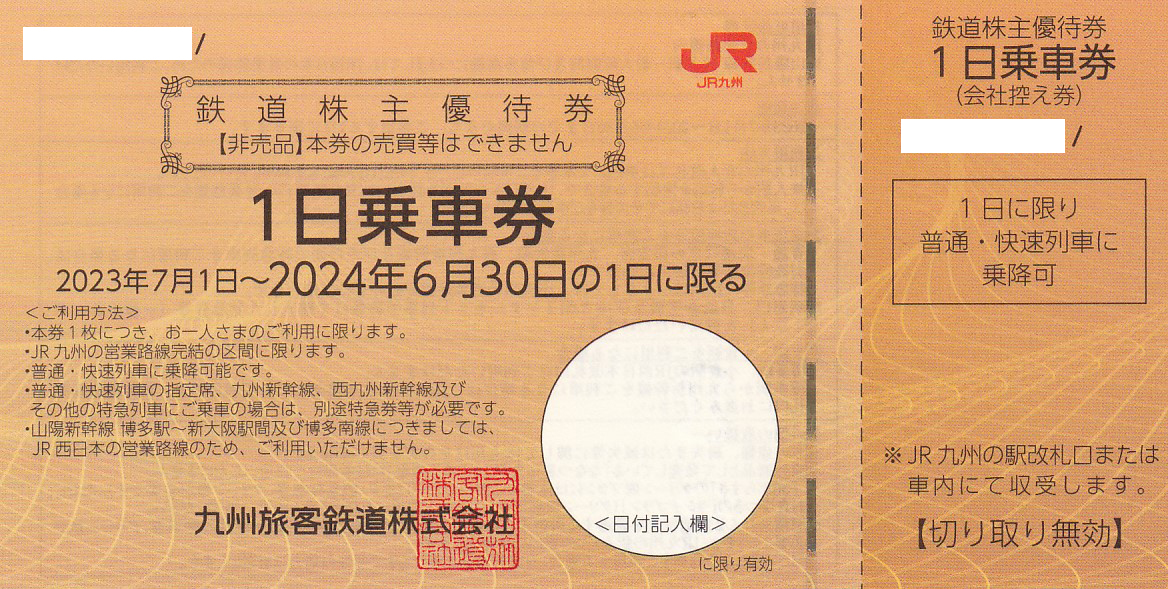 /
JR
JR九州
鉄道株主優待券
【非売品】本券の売買等はできません
1日乗車券
2023年7月1日～2024年6月30日の1日に限る
＜ご利用方法＞
・本券1枚につき、お一人さまのご利用に限ります。
・JR九州の営業路線完結の区間に限ります。
・普通・快速列車に乗降可能です。
・普通・快速列車の指定席、九州新幹線、西九州新幹線及び
その他の特急列車にご乗車の場合は、別途特急券等が必要です。
・山陽新幹線 博多駅～新大阪駅間及び博多南線につきましては、
JR西日本の営業路線のため、ご利用いただけません。
九州旅客鉄道株式会社
＜日付記入欄＞
に限り有効
鉄道株主優待券
1日乗車券
（会社控え券）
/
1日に限り
普通・快速列車に
乗降可
※JR九州の駅改札口または
車内にて収受します。
【切り取り無効】